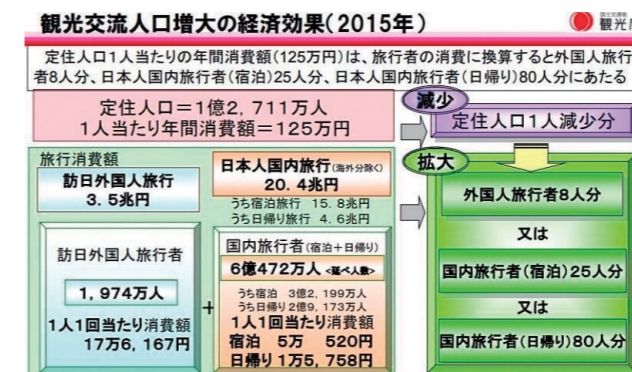 観光交流人口増大の経済効果(2015年)
国土交通省
観光庁
定住人口1人当たりの年間消費額(125万円)は、旅行者の消費に換算すると外国人旅行
者8人分、日本人国内旅行者(宿泊)25人分、日本人国内旅行者(日帰り)80人分にあたる
定住人口=1億2, 711万人
1人当たり年間消費額=125万円
減少
定住人口1人減少分
旅行消費額
訪日外国人旅行
3. 5兆円
日本人国内旅行(海外分除く)
20. 4兆円
うち宿泊旅行 15. 8兆円
うち日帰り旅行 4. 6兆円
拡大
外国人旅行者8人分
又は
国内旅行者(宿泊)25人分
又は
国内旅行者(日帰り)80人分
訪日外国人旅行者
1, 974万人
1人1回当たり消費額
17万6, 167円
+
国内旅行者(宿泊+日帰り)
6億472万人 <延べ人数>
うち宿泊 3億2, 199万人
うち日帰り 2億9, 173万人
1人1回当たり消費額
宿泊 5万 520円
日帰り 1万5, 758円